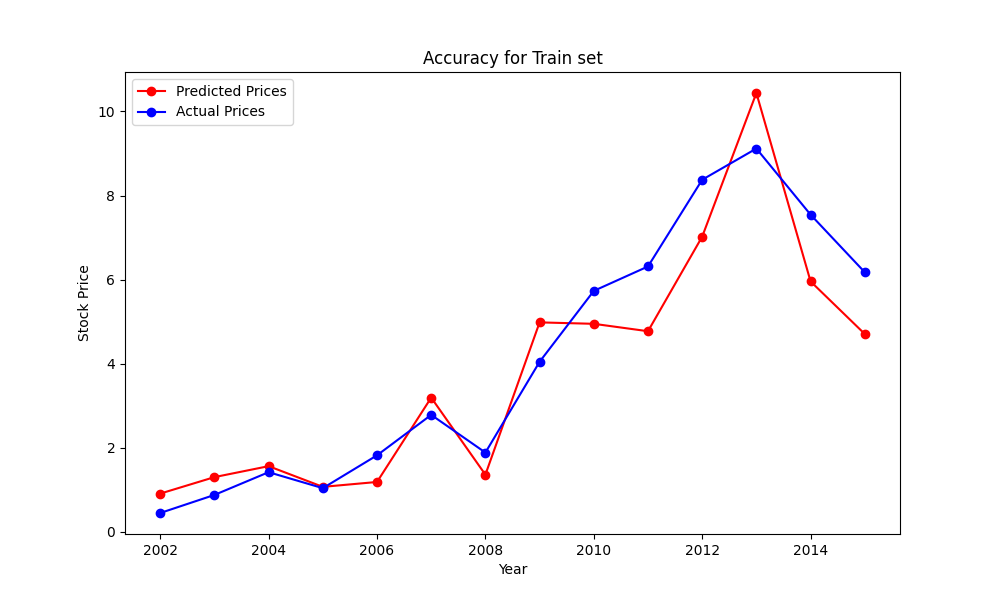 Accuracy for Train set
Predicted Prices
Actual Prices
10
8
6
4
2
0
Stock Price
2002 2004 2006 2008 2010 2012 2014
Year